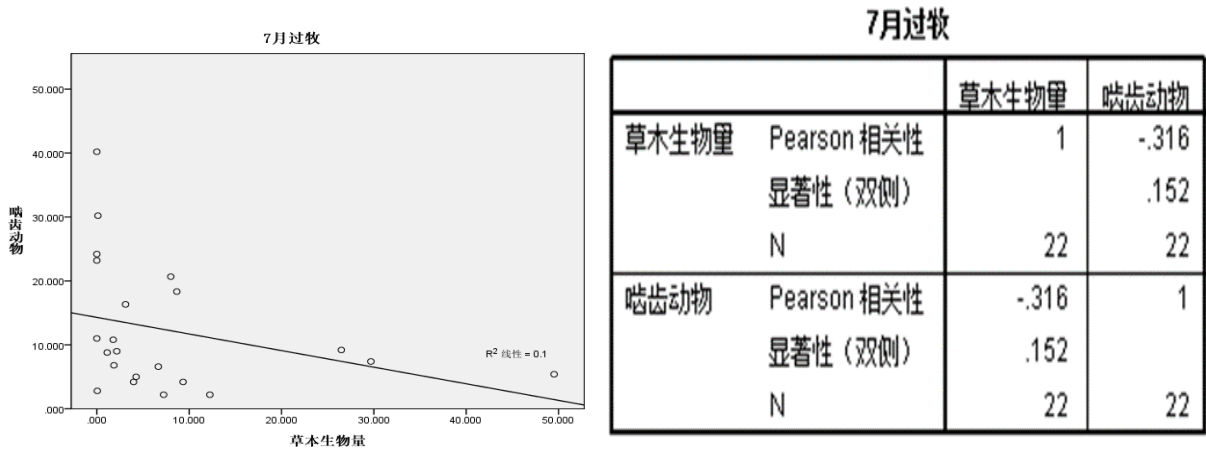 7月过牧
50.000
40.000
30.000
20.000
10.000
.000
啮齿动物
R² 线性 = 0.1
.000 10.000 20.000 30.000 40.000 50.000
草本生物量
7月过牧
草木生物量 啮齿动物
草木生物量 Pearson 相关性 1 -.316
显著性（双侧） .152
N 22 22
啮齿动物 Pearson 相关性 -.316 1
显著性（双侧） .152
N 22 22